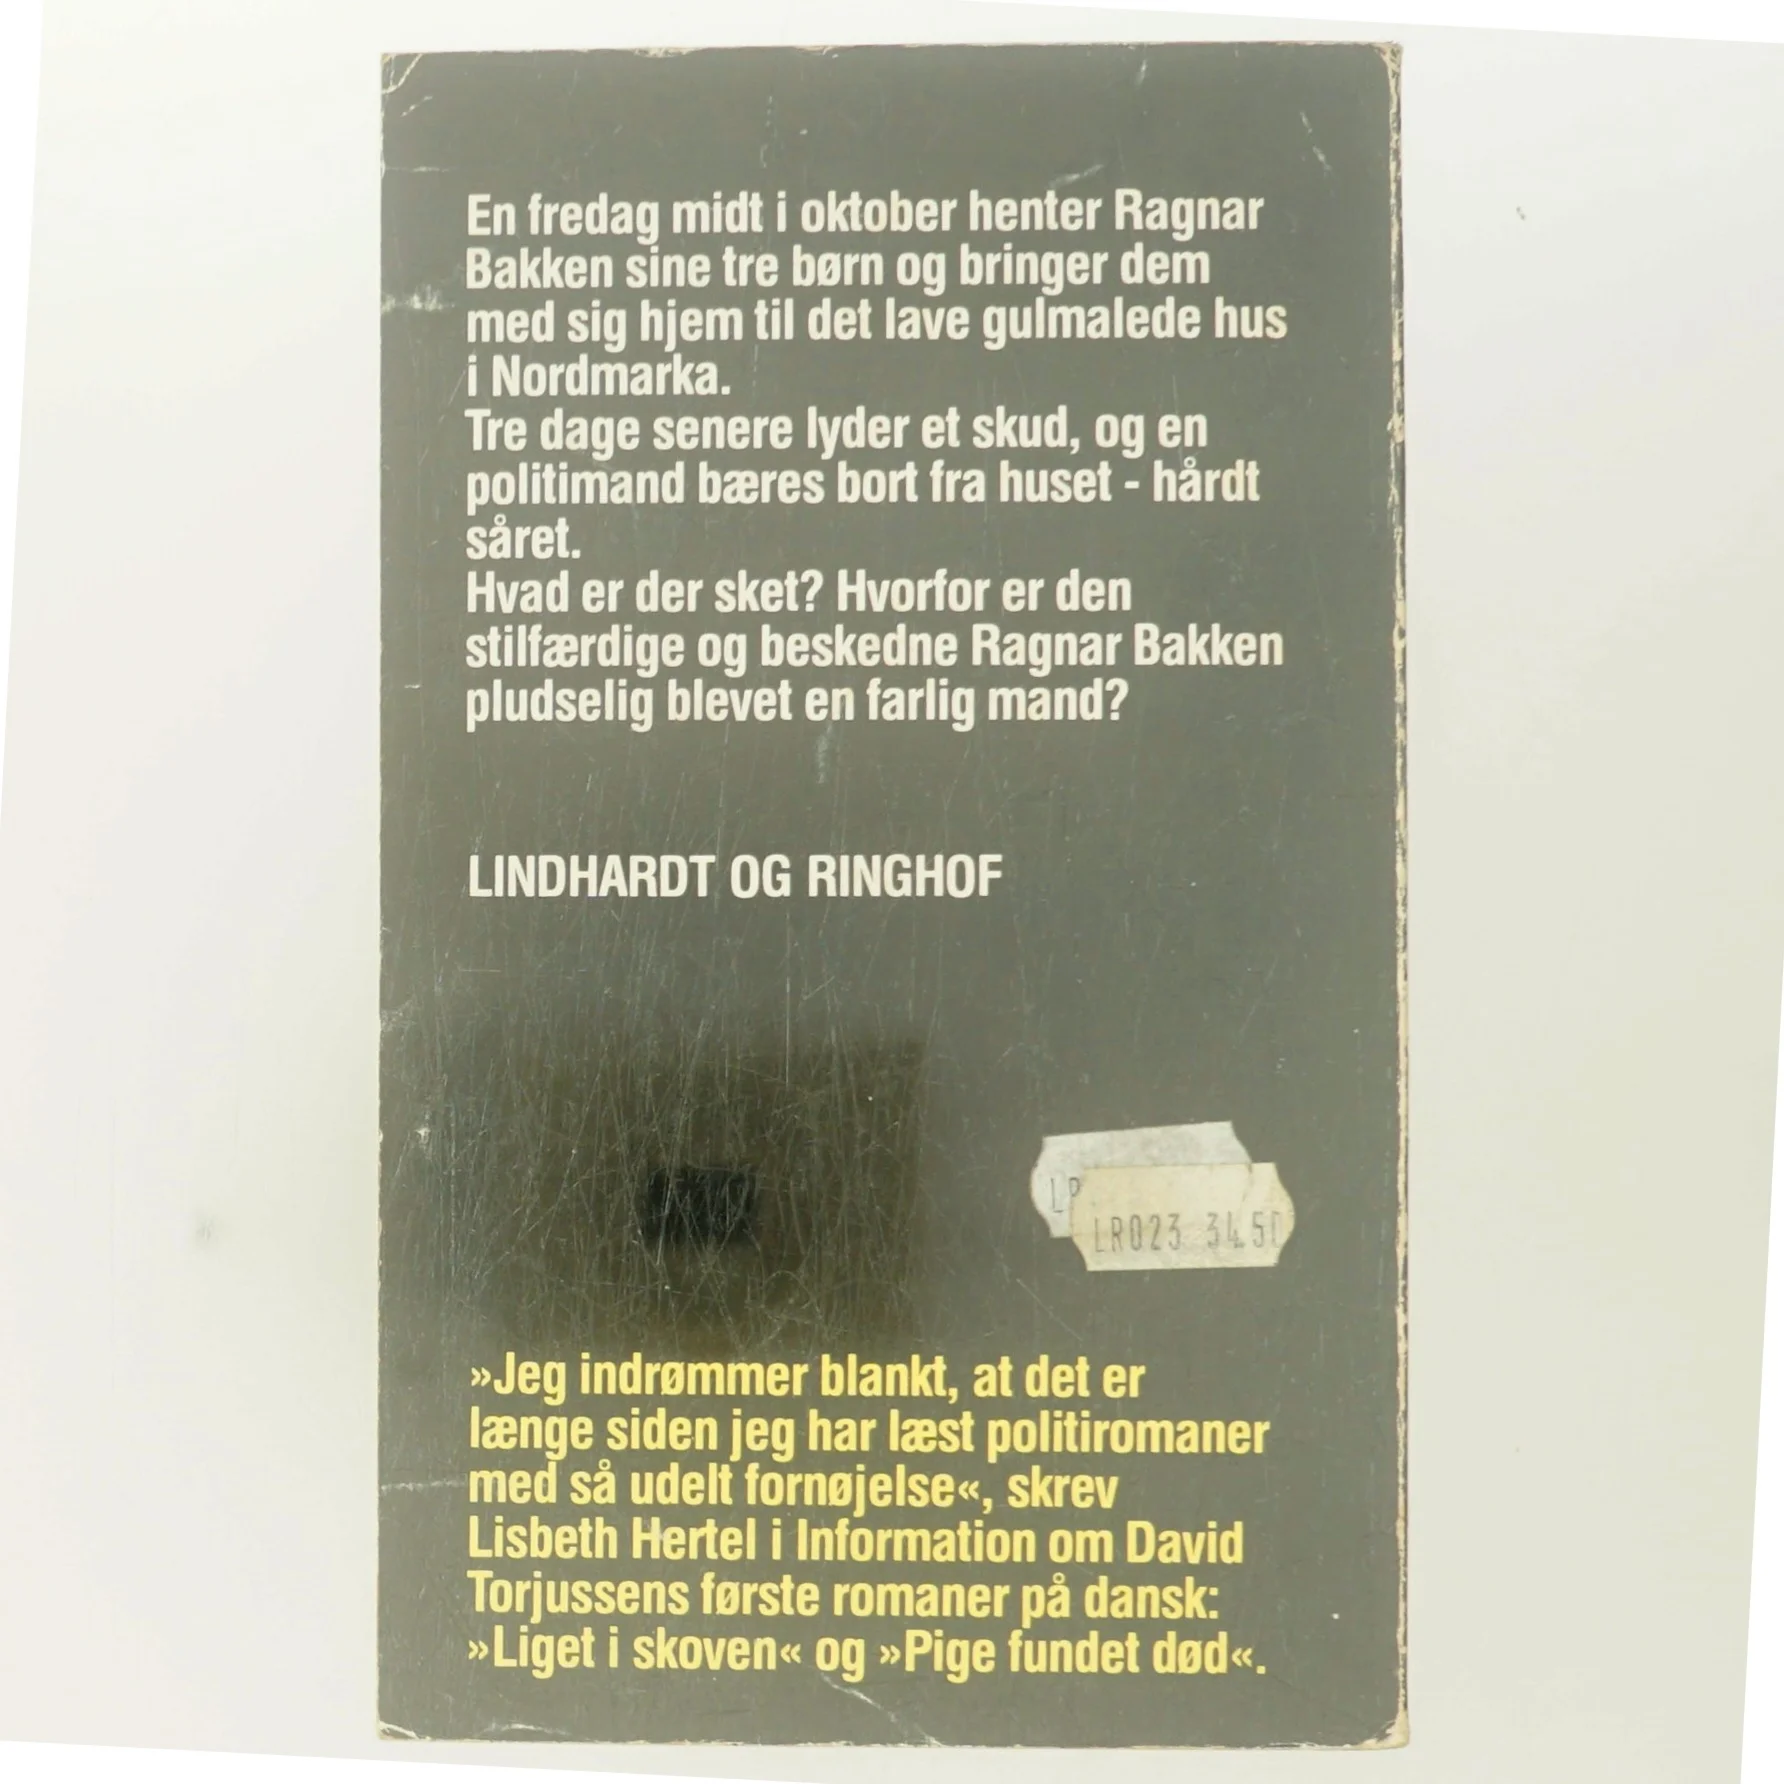 En fredag midt i oktober henter Ragnar
Bakken sine tre børn og bringer dem
med sig hjem til det lave gulmalede hus
i Nordmarka.
Tre dage senere lyder et skud, og en
politimand bæres bort fra huset - hårdt
såret.
Hvad er der sket? Hvorfor er den
stilfærdige og beskedne Ragnar Bakken
pludselig blevet en farlig mand?
LINDHARDT OG RINGHOF
LR023 34.50
»Jeg indrømmer blankt, at det er
længe siden jeg har læst politiromaner
med så udelt fornøjelse«, skrev
Lisbeth Hertel i Information om David
Torjussens første romaner på dansk:
»Liget i skoven« og »Pige fundet død«.